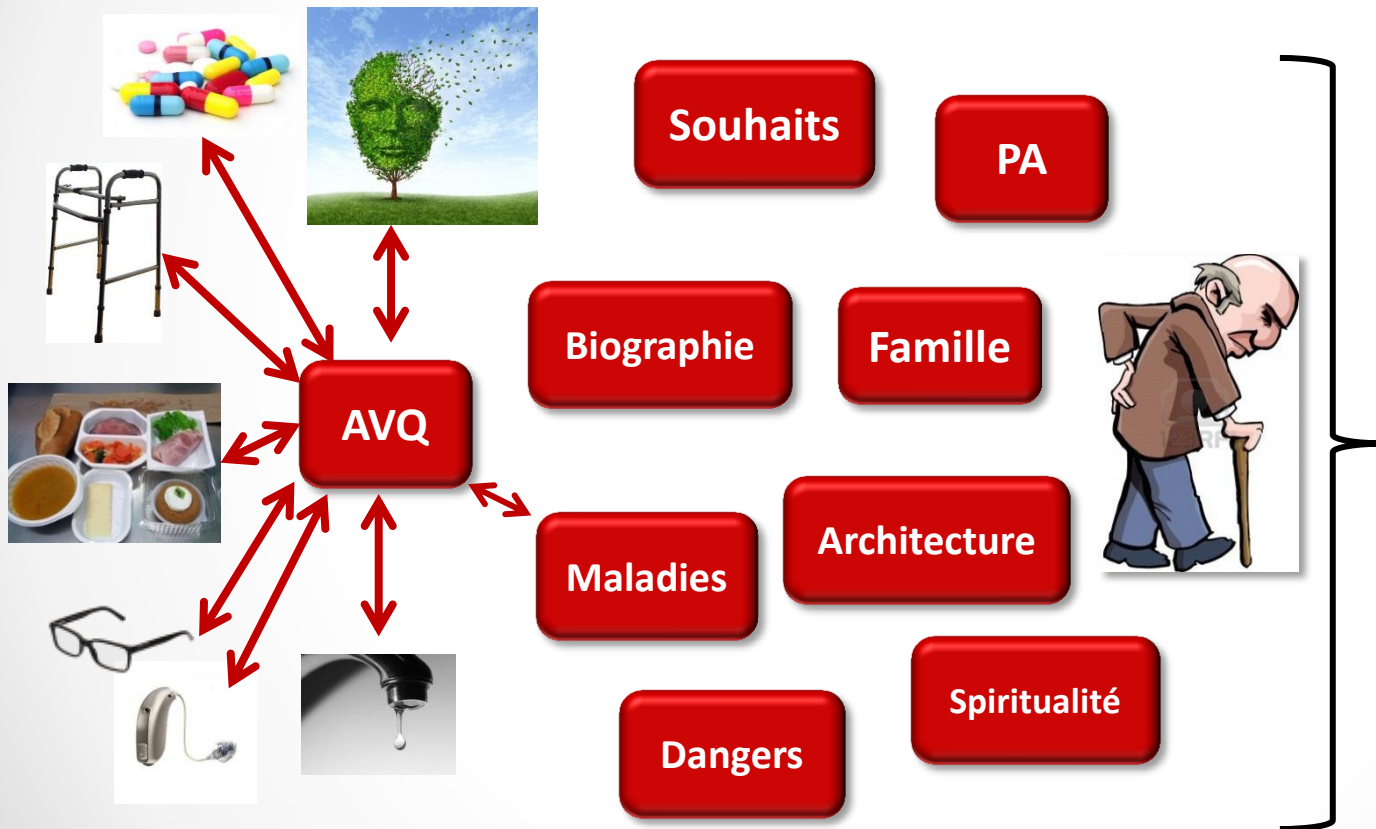 Souhaits
PA
Biographie
Famille
AVQ
Architecture
Maladies
Spiritualité
Dangers